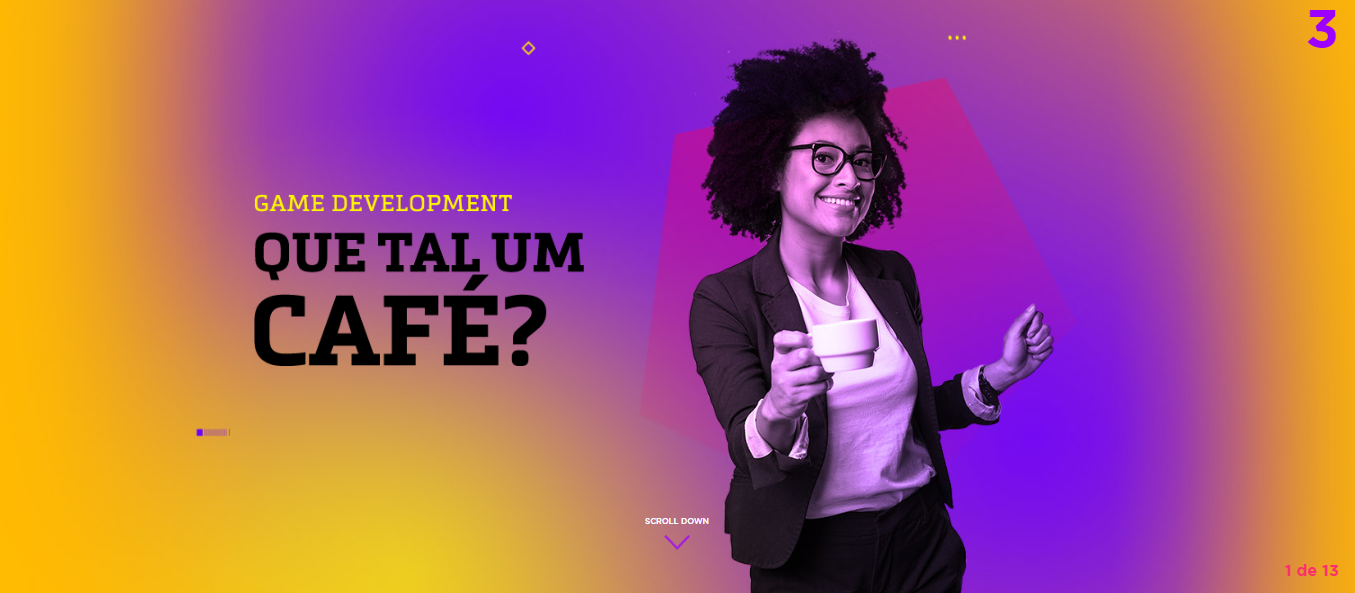 3
GAME DEVELOPMENT
QUE TAL UM
CAFÉ?
SCROLL DOWN
1 de 13